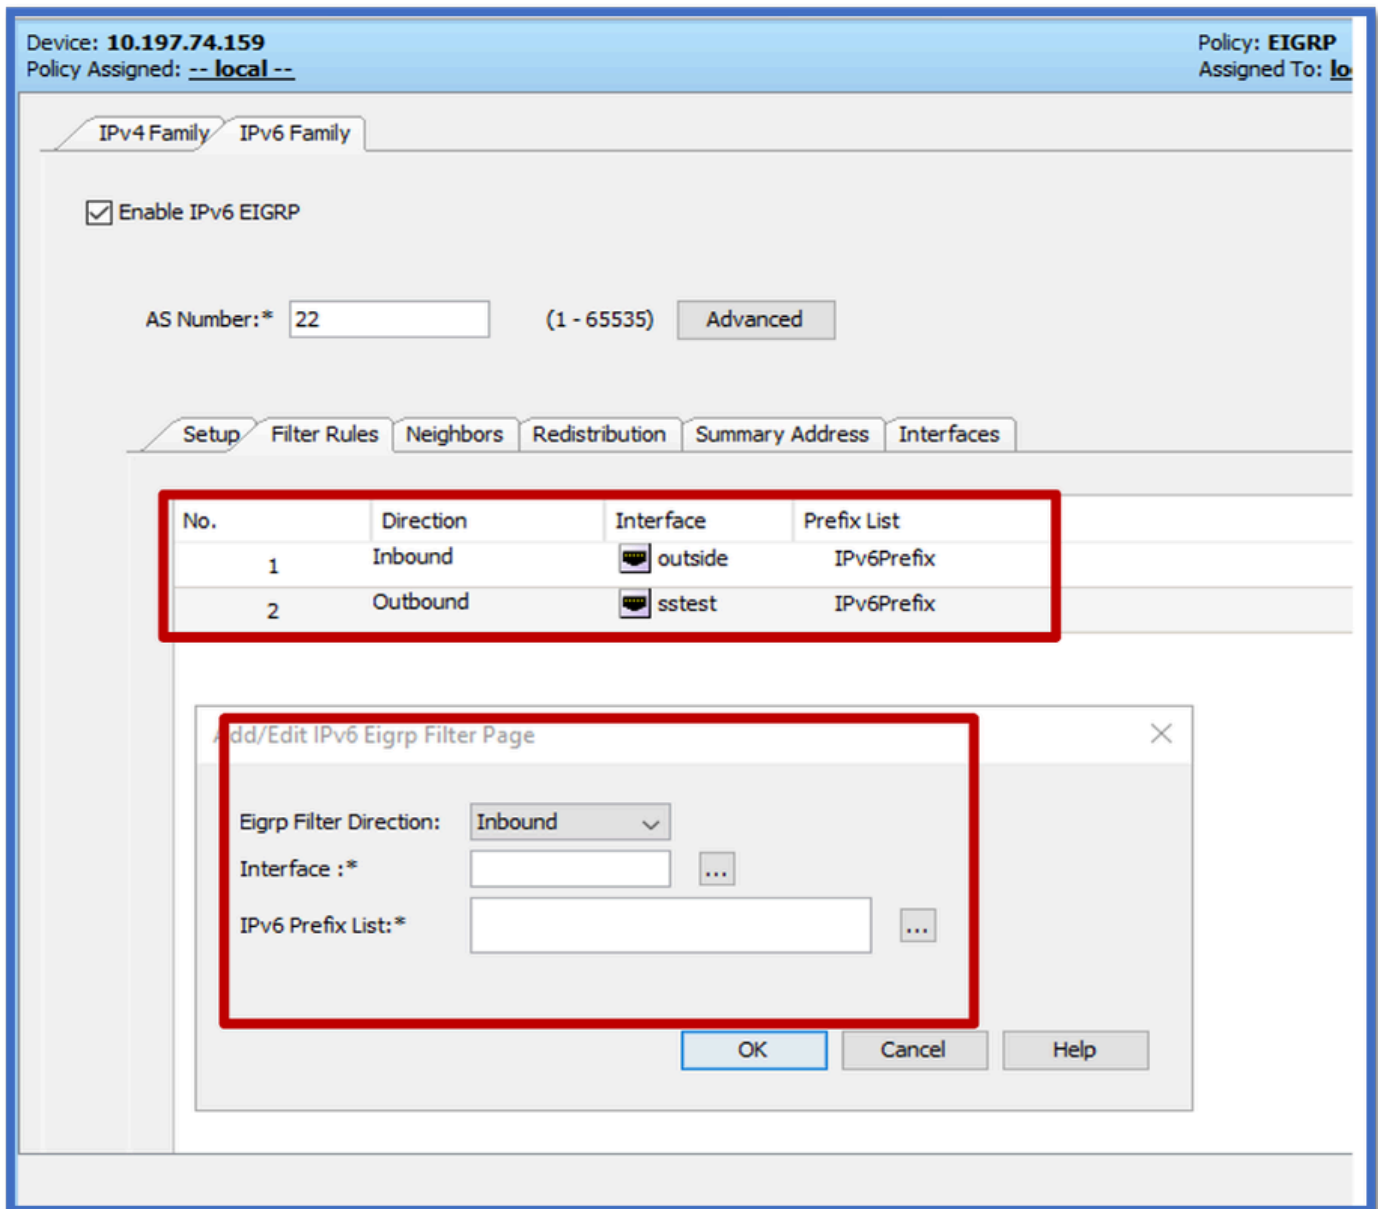 Device: 10.197.74.159 Policy: EIGRP
Policy Assigned: -- local -- Assigned To: lo
IPv4 Family IPv6 Family
Enable IPv6 EIGRP
AS Number:* 22 (1 - 65535) Advanced
Setup Filter Rules Neighbors Redistribution Summary Address Interfaces
No. Direction Interface Prefix List
1 Inbound outside IPv6Prefix
2 Outbound sstest IPv6Prefix
Add/Edit IPv6 Eigrp Filter Page
Eigrp Filter Direction: Inbound
Interface :* ...
IPv6 Prefix List:* ...
OK Cancel Help